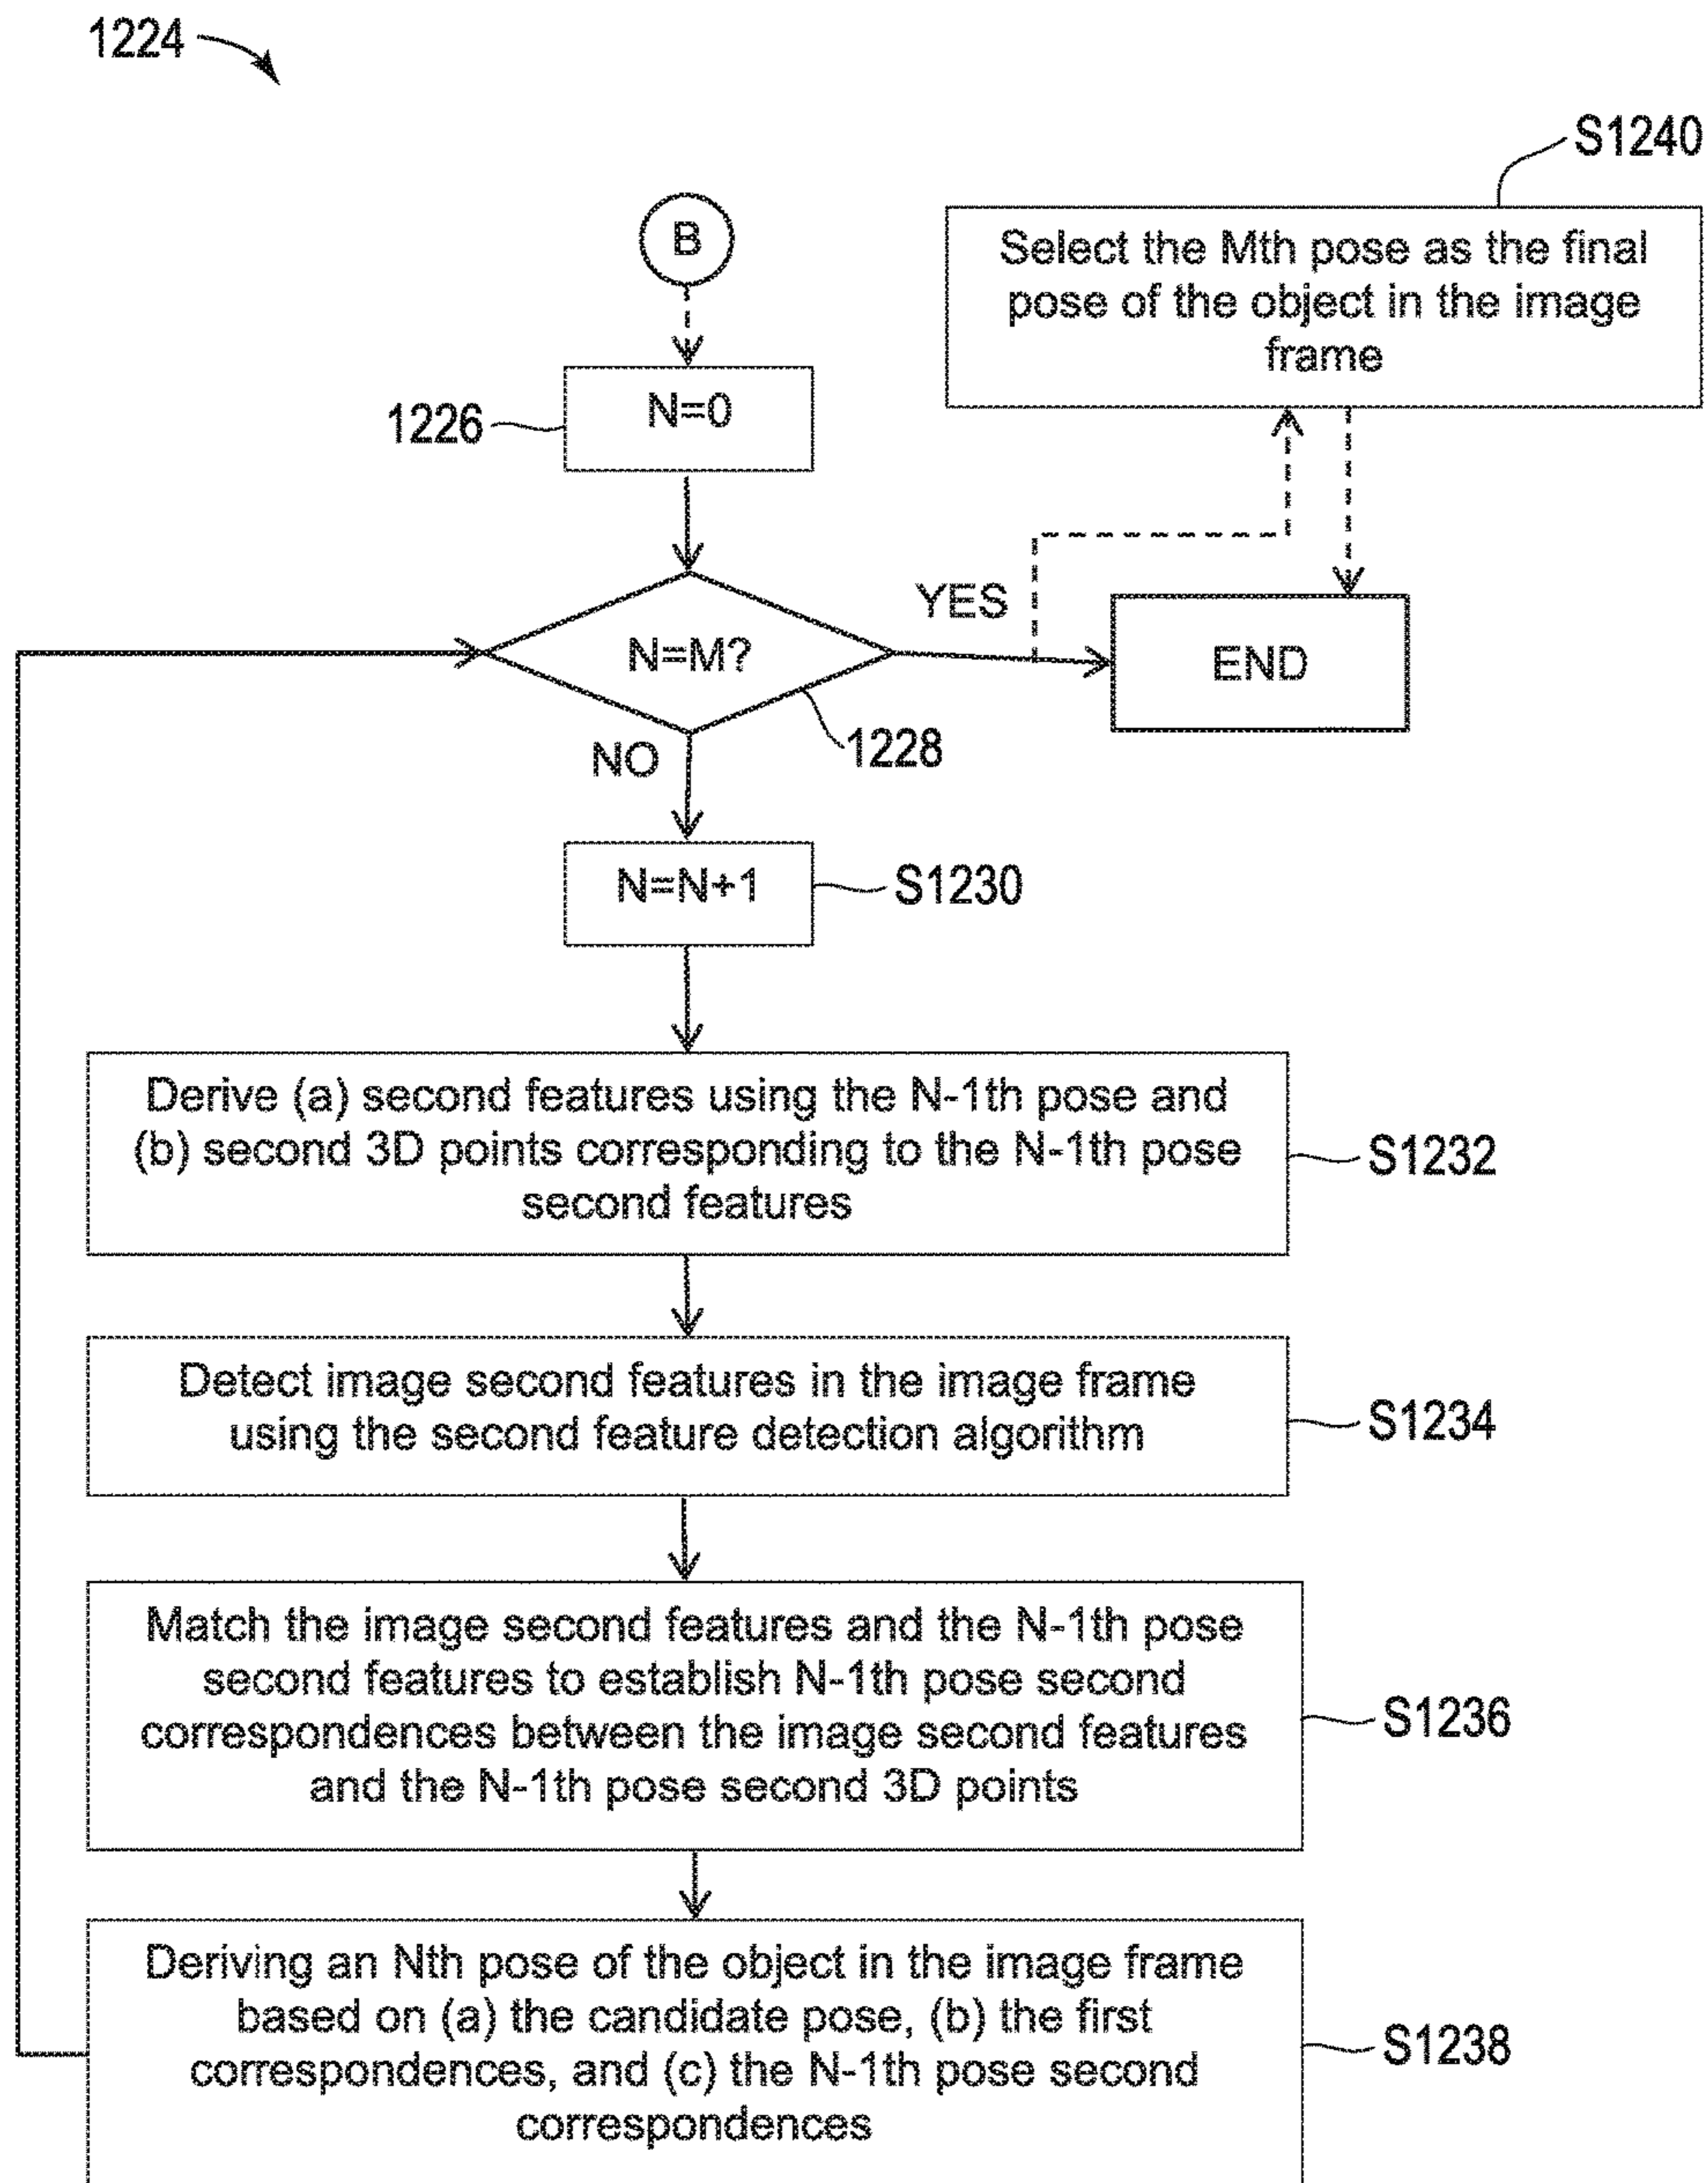 1224
S1240
B
Select the Mth pose as the final
pose of the object in the image
frame
1226
N=0
YES
N=M?
END
1228
NO
N=N+1
S1230
Derive (a) second features using the N-1th pose and
(b) second 3D points corresponding to the N-1th pose
second features
S1232
Detect image second features in the image frame
using the second feature detection algorithm
S1234
Match the image second features and the N-1th pose
second features to establish N-1th pose second
correspondences between the image second features
and the N-1th pose second 3D points
S1236
Deriving an Nth pose of the object in the image frame
based on (a) the candidate pose, (b) the first
correspondences, and (c) the N-1th pose second
correspondences
S1238